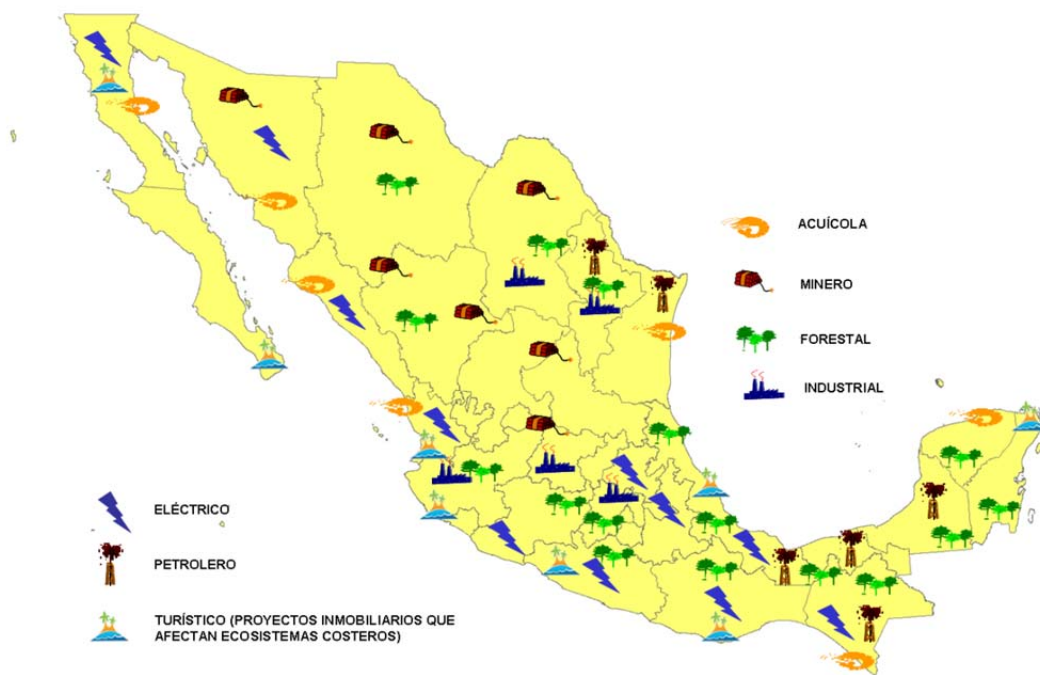 ACUÍCOLA
MINERO
FORESTAL
INDUSTRIAL
ELÉCTRICO
PETROLERO
TURÍSTICO (PROYECTOS INMOBILIARIOS QUE
AFECTAN ECOSISTEMAS COSTEROS)